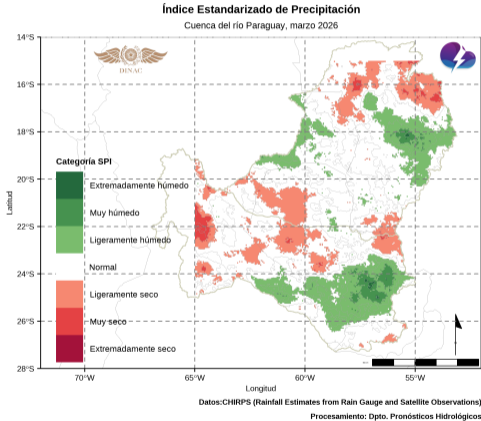 Índice Estandarizado de Precipitación
Cuenca del río Paraguay, marzo 2026
14°S
16°S
18°S
20°S
22°S
24°S
26°S
28°S
Latitud
DINAC
Categoría SPI
Extremadamente húmedo
Muy húmedo
Ligeramente húmedo
Normal
Ligeramente seco
Muy seco
Extremadamente seco
70°W
65°W
60°W
55°W
Longitud
Datos:CHIRPS (Rainfall Estimates from Rain Gauge and Satellite Observations)
Procesamiento: Dpto. Pronósticos Hidrológicos